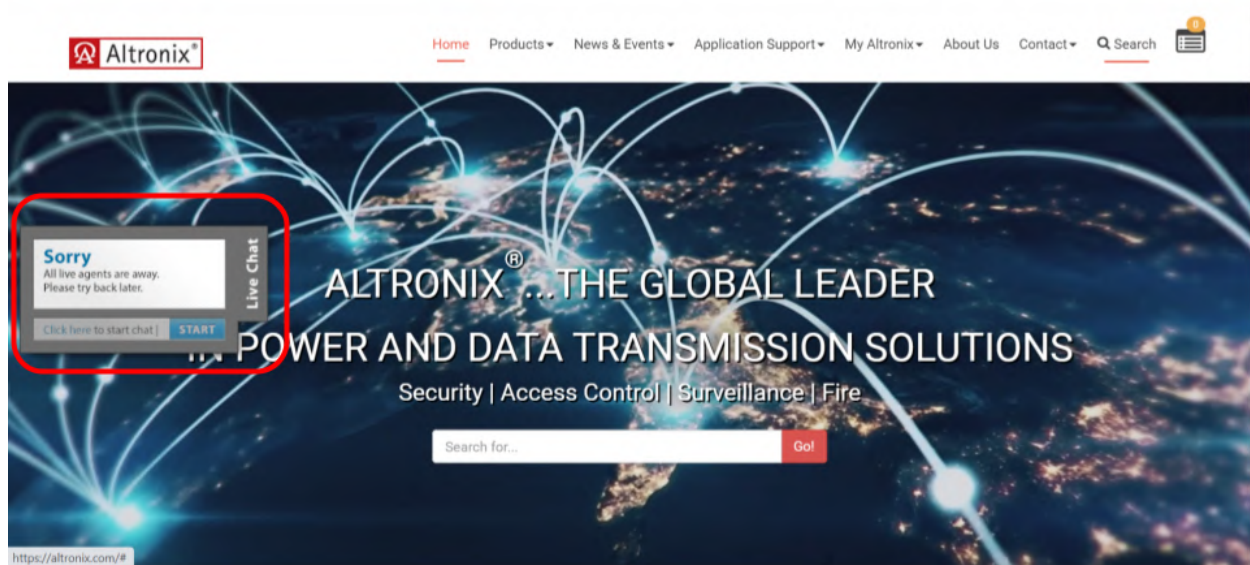 Altronix®
Home Products News & Events Application Support My Altronix About Us Contact Search 0
Sorry
All live agents are away.
Please try back later.
Click here to start chat| START
Live Chat
ALTRONIX®...THE GLOBAL LEADER
IN POWER AND DATA TRANSMISSION SOLUTIONS
Security | Access Control | Surveillance | Fire
Search for... Go!
https://altronix.com/#